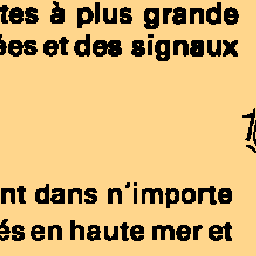 tes à plus grande
ées et des signaux
nt dans n'importe
és en haute mer et